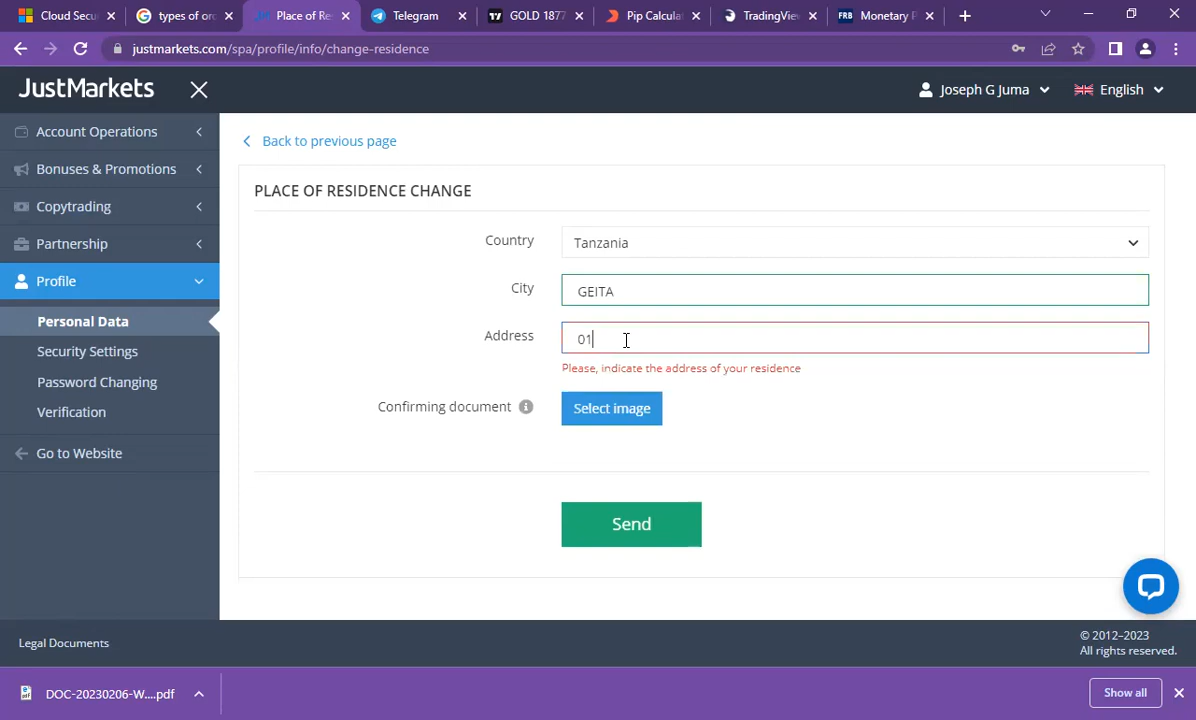 Cloud Secu
types of or
Place of Re
Telegram
GOLD 1877
Pip Calcula
TradingView
FRB
Monetary P
justmarkets.com/spa/profile/info/change-residence
JustMarkets
Joseph G Juma
English
Account Operations
Bonuses & Promotions
Copytrading
Partnership
Profile
Personal Data
Security Settings
Password Changing
Verification
Go to Website
Back to previous page
PLACE OF RESIDENCE CHANGE
Country
Tanzania
City
GEITA
Address
01
Please, indicate the address of your residence
Confirming document
Select image
Send
Legal Documents
© 2012–2023
All rights reserved.
DOC-20230206-W....pdf
Show all